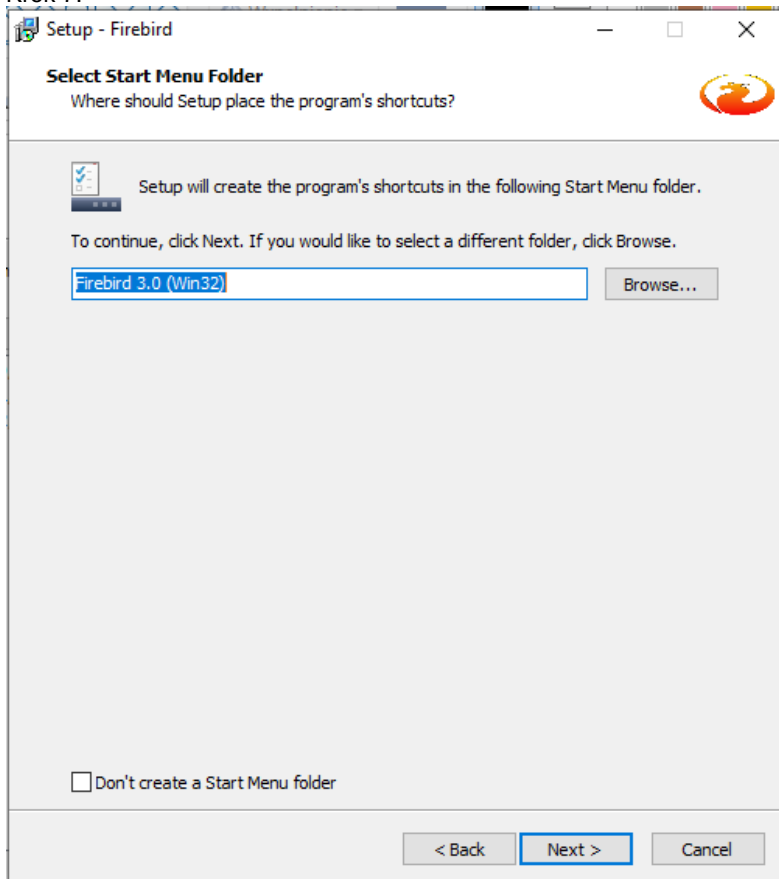 Setup - Firebird
Select Start Menu Folder
Where should Setup place the program's shortcuts?
Setup will create the program's shortcuts in the following Start Menu folder.
To continue, click Next. If you would like to select a different folder, click Browse.
Firebird 3.0 (Win32)
Browse...
Don't create a Start Menu folder
< Back
Next >
Cancel